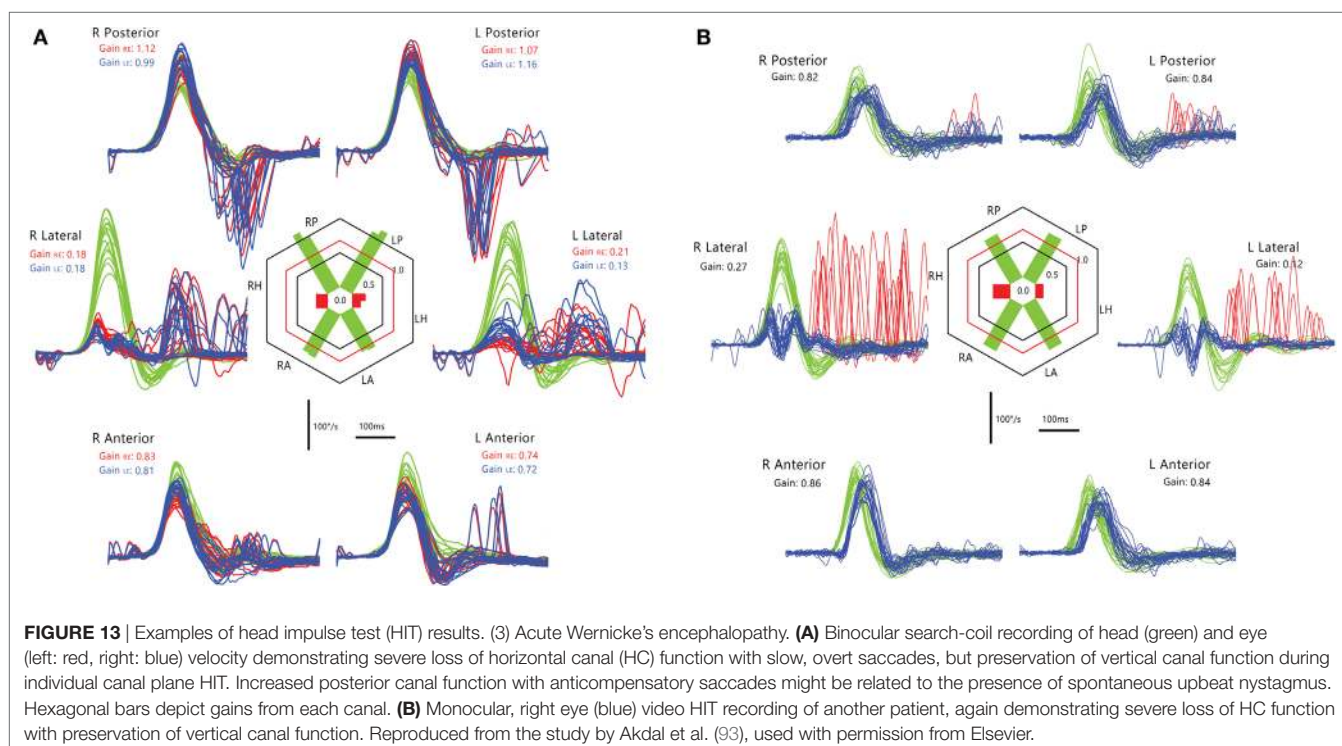 A
R Posterior
Gain RE: 1.12
Gain LE: 0.99
L Posterior
Gain RE: 1.07
Gain LE: 1.16
R Lateral
Gain RE: 0.18
Gain LE: 0.18
RP
LP
1.0
0.5
0.0
RH
LH
RA
LA
L Lateral
Gain RE: 0.21
Gain LE: 0.13
100°/s
100ms
R Anterior
Gain RE: 0.83
Gain LE: 0.81
L Anterior
Gain RE: 0.74
Gain LE: 0.72
B
R Posterior
Gain: 0.82
L Posterior
Gain: 0.84
R Lateral
Gain: 0.27
RP
LP
1.0
0.5
0.0
RH
LH
RA
LA
L Lateral
Gain: 0.12
100°/s
100ms
R Anterior
Gain: 0.86
L Anterior
Gain: 0.84
FIGURE 13 | Examples of head impulse test (HIT) results. (3) Acute Wernicke's encephalopathy. (A) Binocular search-coil recording of head (green) and eye
(left: red, right: blue) velocity demonstrating severe loss of horizontal canal (HC) function with slow, overt saccades, but preservation of vertical canal function during
individual canal plane HIT. Increased posterior canal function with anticompensatory saccades might be related to the presence of spontaneous upbeat nystagmus.
Hexagonal bars depict gains from each canal. (B) Monocular, right eye (blue) video HIT recording of another patient, again demonstrating severe loss of HC function
with preservation of vertical canal function. Reproduced from the study by Akdal et al. (93), used with permission from Elsevier.